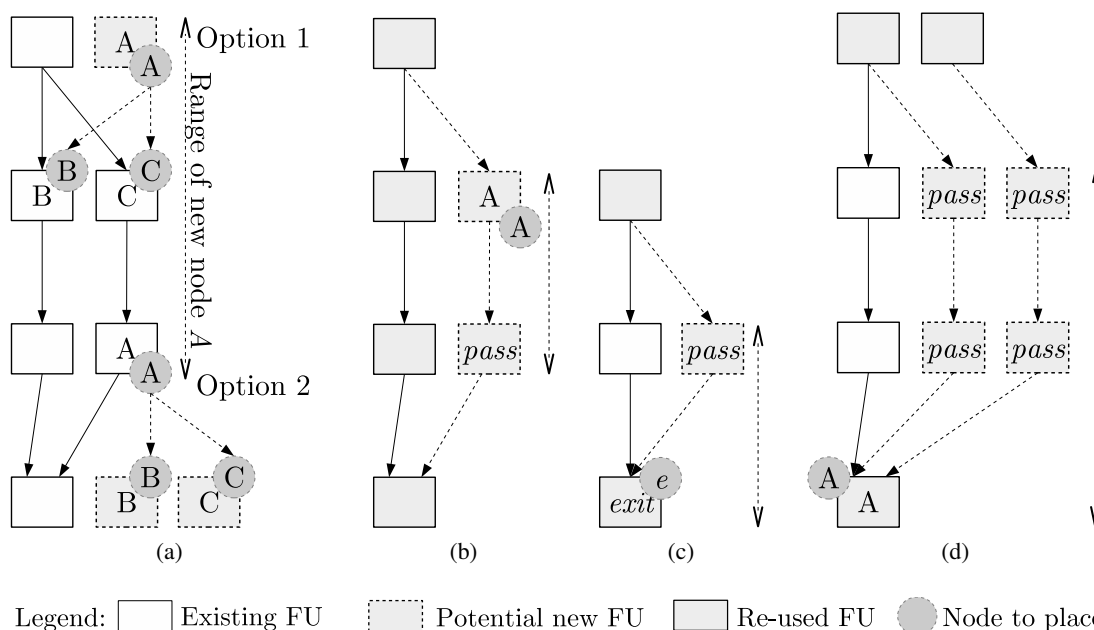 A
Option 1
A
Range of new node A
B
C
B
C
A
A
Option 2
B
C
B
C
(a)
A
A
pass
(b)
pass
e
exit
(c)
pass
pass
pass
pass
A
A
(d)
Legend:
Existing FU
Potential new FU
Re-used FU
Node to place